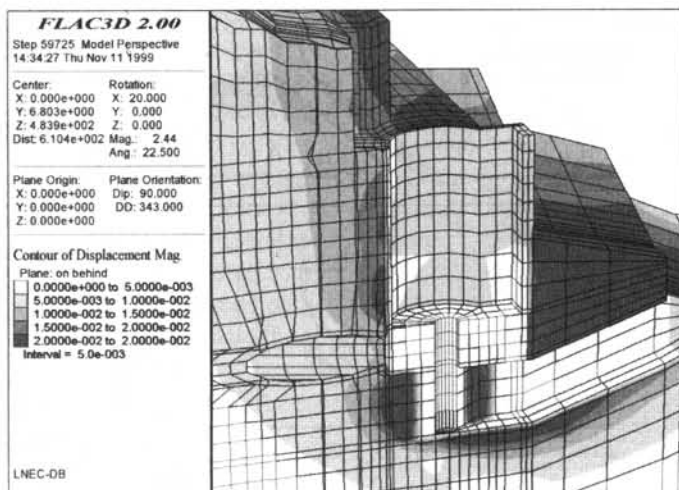 FLAC3D 2.00
Step 59725 Model Perspective
14:34:27 Thu Nov 11 1999
Center: Rotation:
X: 0.000e+000 X: 20.000
Y: 6.803e+000 Y: 0.000
Z: 4.839e+002 Z: 0.000
Dist: 6.104e+002 Mag.: 2.44
Ang.: 22.500
Plane Origin: Plane Orientation:
X: 0.000e+000 Dip: 90.000
Y: 0.000e+000 DD: 343.000
Z: 0.000e+000
Contour of Displacement Mag.
Plane: on behind
0.0000e+000 to 5.0000e-003
5.0000e-003 to 1.0000e-002
1.0000e-002 to 1.5000e-002
1.5000e-002 to 2.0000e-002
2.0000e-002 to 2.0000e-002
Interval = 5.0e-003
LNEC-DB